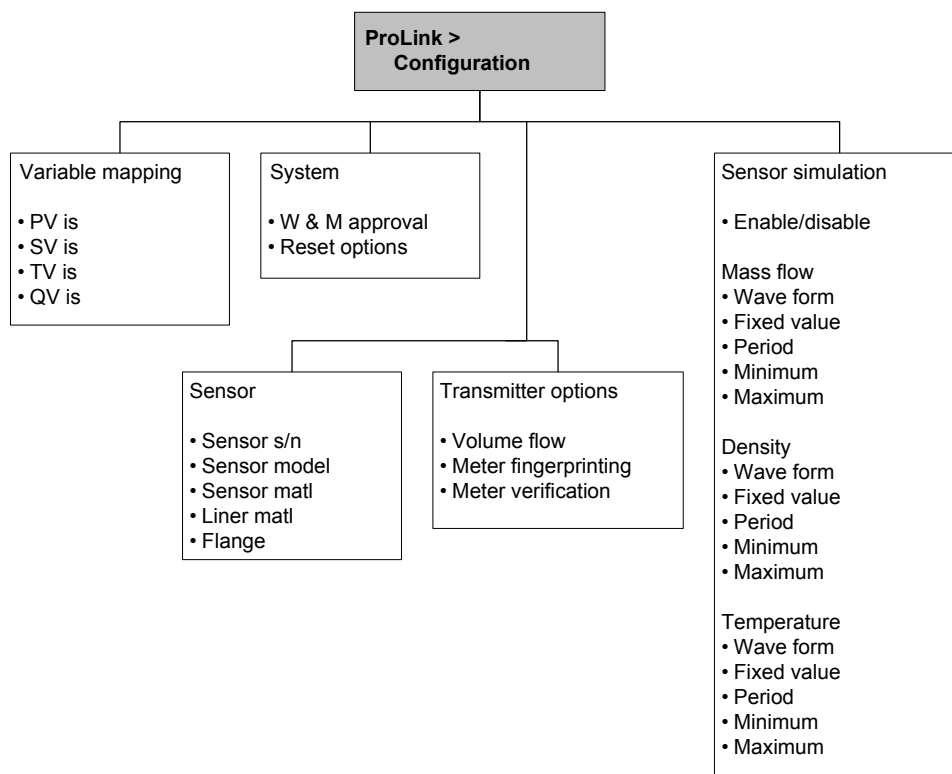 ProLink >
Configuration
Variable mapping
• PV is
• SV is
• TV is
• QV is
System
• W & M approval
• Reset options
Sensor
• Sensor s/n
• Sensor model
• Sensor matl
• Liner matl
• Flange
Transmitter options
• Volume flow
• Meter fingerprinting
• Meter verification
Sensor simulation
• Enable/disable
Mass flow
• Wave form
• Fixed value
• Period
• Minimum
• Maximum
Density
• Wave form
• Fixed value
• Period
• Minimum
• Maximum
Temperature
• Wave form
• Fixed value
• Period
• Minimum
• Maximum